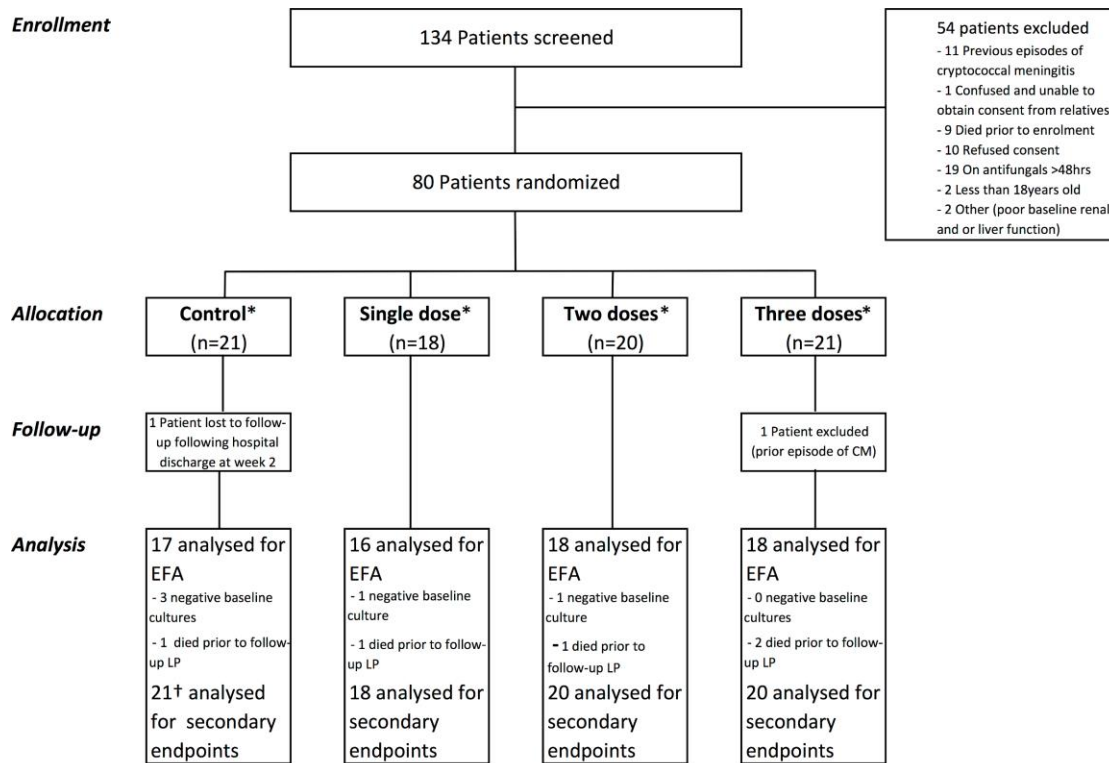 Enrollment
134 Patients screened
54 patients excluded
- 11 Previous episodes of
cryptococcal meningitis
- 1 Confused and unable to
obtain consent from relatives
- 9 Died prior to enrolment
- 10 Refused consent
- 19 On antifungals >48hrs
- 2 Less than 18years old
- 2 Other (poor baseline renal
and or liver function)
80 Patients randomized
Allocation
Control*
(n=21)
Single dose*
(n=18)
Two doses*
(n=20)
Three doses*
(n=21)
Follow-up
1 Patient lost to follow-
up following hospital
discharge at week 2
1 Patient excluded
(prior episode of CM)
Analysis
17 analysed for
EFA
- 3 negative baseline
cultures
- 1 died prior to follow-
up LP
21† analysed
for secondary
endpoints
16 analysed for
EFA
- 1 negative baseline
culture
- 1 died prior to follow-
up LP
18 analysed for
secondary
endpoints
18 analysed for
EFA
- 1 negative baseline
culture
- 1 died prior to
follow-up LP
20 analysed for
secondary
endpoints
18 analysed for
EFA
- 0 negative baseline
cultures
- 2 died prior to follow-
up LP
20 analysed for
secondary
endpoints